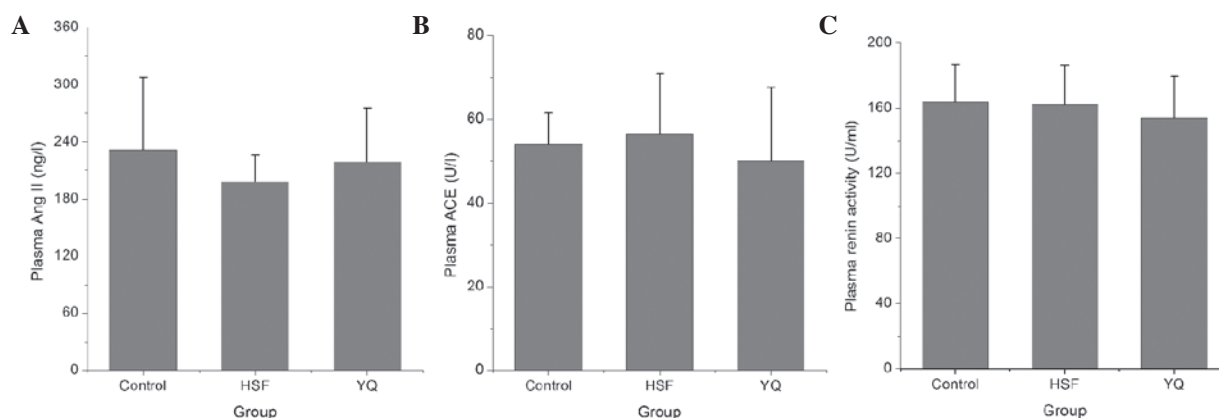 A
Plasma Ang II (ng/l)
360
300
240
180
120
60
0
Control HSF YQ
Group
B
Plasma ACE (U/l)
80
60
40
20
0
Control HSF YQ
Group
C
Plasma renin activity (U/ml)
200
160
120
80
40
0
Control HSF YQ
Group